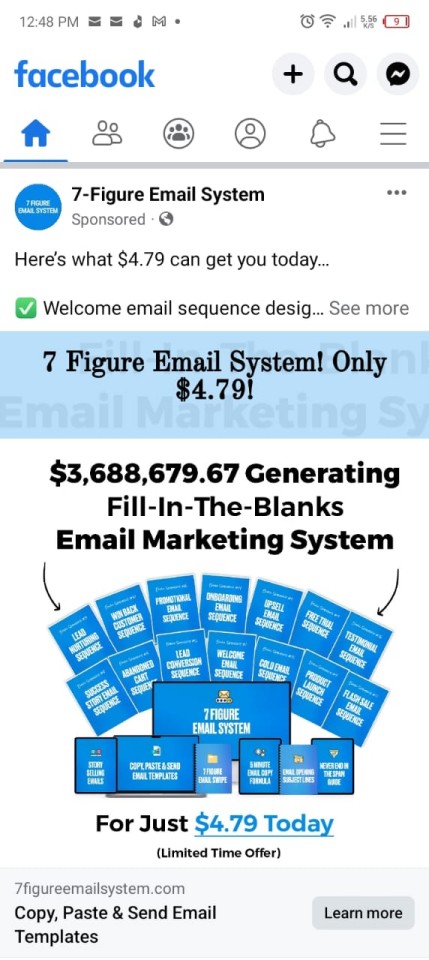 12:48 PM
5.56
K/S
9
facebook
7 FIGURE
EMAIL SYSTEM
7-Figure Email System
Sponsored ·
Here's what $4.79 can get you today...
✅ Welcome email sequence desig... See more
Fill-In-The-Blank
Email Marketing Sy
7 Figure Email System! Only
$4.79!
$3,688,679.67 Generating
Fill-In-The-Blanks
Email Marketing System
LEAD
NURTURING
SEQUENCE
WIN BACK
CUSTOMER
SEQUENCE
PROMOTIONAL
EMAIL
SEQUENCE
ONBOARDING
EMAIL
SEQUENCE
UPSELL
EMAIL
SEQUENCE
FREE TRIAL
SEQUENCE
TESTIMONIAL
EMAIL
SEQUENCE
SUCCESS
STORY EMAIL
SEQUENCE
ABANDONED
CART
SEQUENCE
LEAD
CONVERSION
SEQUENCE
WELCOME
EMAIL
SEQUENCE
COLD EMAIL
SEQUENCE
PRODUCT
LAUNCH
SEQUENCE
FLASH SALE
EMAIL
SEQUENCE
7 FIGURE
EMAIL SYSTEM
STORY
SELLING
EMAILS
COPY, PASTE & SEND
EMAIL TEMPLATES
7 FIGURE
EMAIL SWIPE
5 MINUTE
EMAIL COPY
FORMULA
EMAIL OPENING
SUBJECT LINES
NEVER END IN
THE SPAM
GUIDE
For Just $4.79 Today
(Limited Time Offer)
7figureemailsystem.com
Copy, Paste & Send Email
Templates
Learn more